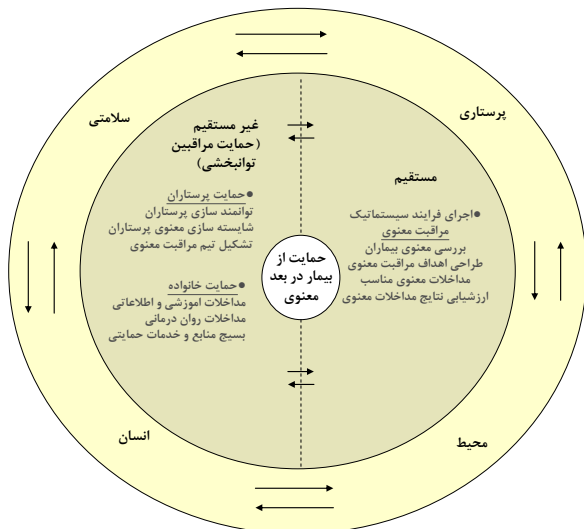 پرستاری
سلامتی
مستقیم
●اجرای فرایند سیستماتیک
مراقبت معنوی
بررسی معنوی بیماران
طراحی اهداف مراقبت معنوی
مداخلات معنوی مناسب
ارزشیابی نتایج مداخلات معنوی
حمایت از
بیمار در بعد
معنوی
غیر مستقیم
(حمایت مراقبین
توانبخشی)
●حمایت پرستاران
توانمند سازی پرستاران
شایسته سازی معنوی پرستاران
تشکیل تیم مراقبت معنوی
●حمایت خانواده
مداخلات اموزشی و اطلاعاتی
مداخلات روان درمانی
بسیج منابع و خدمات حمایتی
محیط
انسان